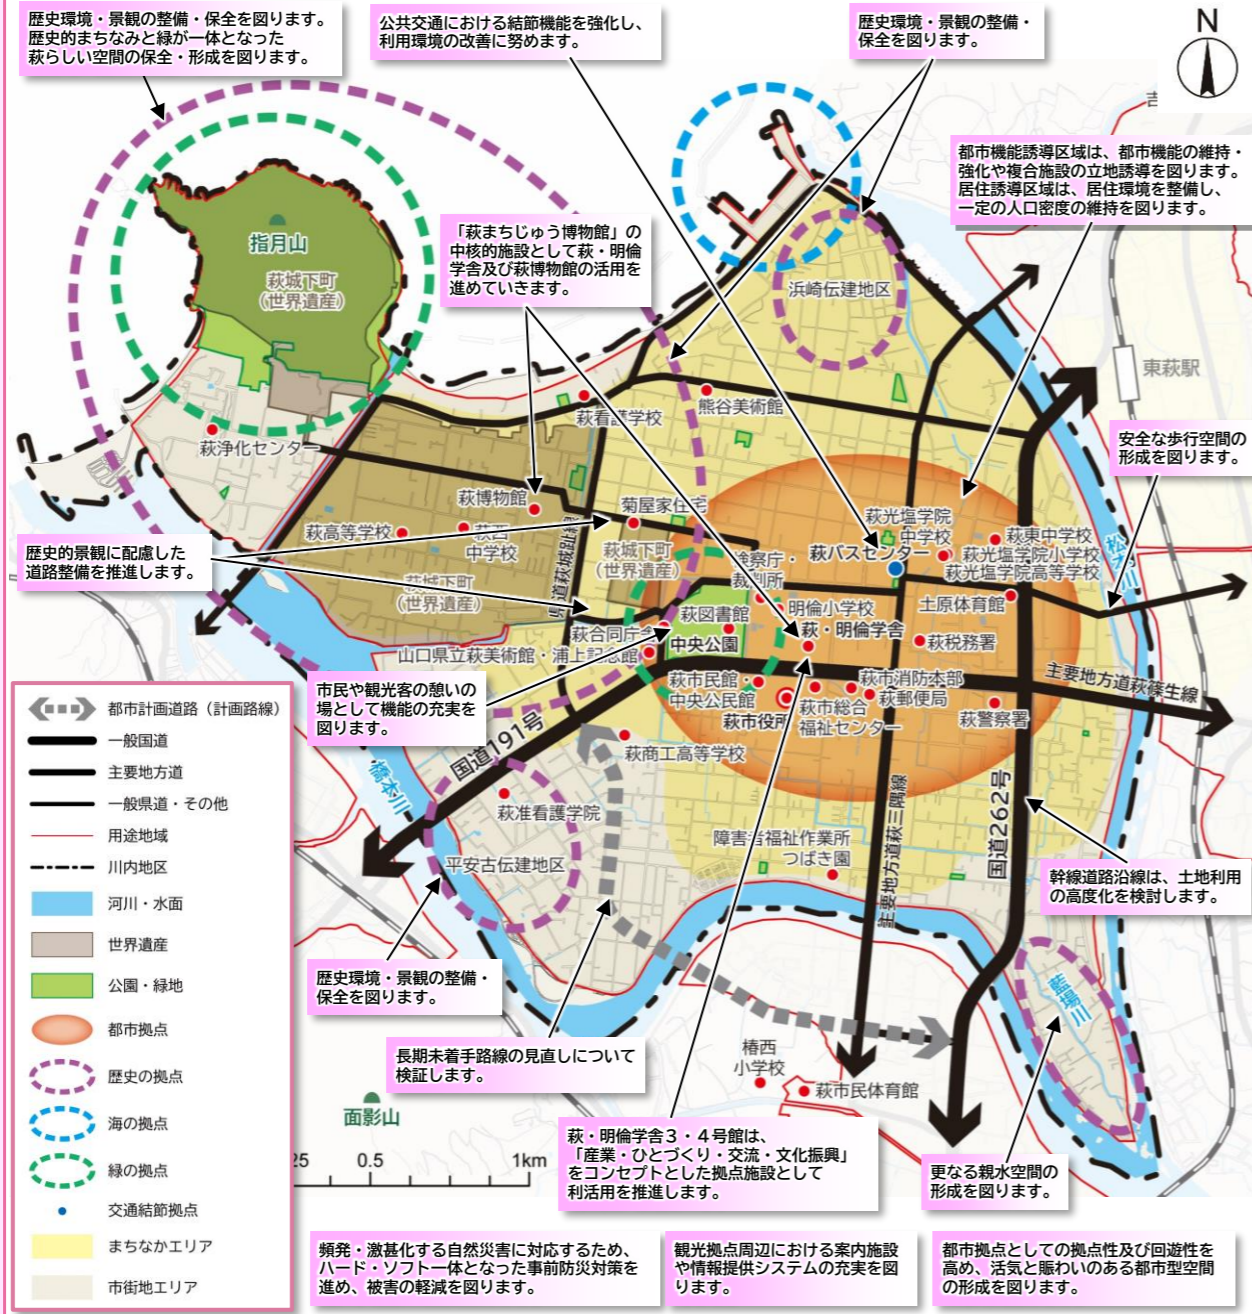 歴史環境・景観の整備・保全を図ります。
歴史的まちなみと緑が一体となった
萩らしい空間の保全・形成を図ります。
公共交通における結節機能を強化し、
利用環境の改善に努めます。
歴史環境・景観の整備・
保全を図ります。
N
吉
都市機能誘導区域は、都市機能の維持・
強化や複合施設の立地誘導を図ります。
居住誘導区域は、居住環境を整備し、
一定の人口密度の維持を図ります。
「萩まちじゅう博物館」の
中核的施設として萩・明倫
学舎及び萩博物館の活用を
進めていきます。
指月山
萩城下町
（世界遺産）
浜崎伝建地区
東萩駅
熊谷美術館
萩看護学校
萩浄化センター
安全な歩行空間の
形成を図ります。
萩博物館
菊屋家住宅
萩高等学校
萩西
中学校
県道萩城趾線
萩光塩学院
中学校
萩東中学校
萩光塩学院小学校
萩光塩学院高等学校
松本川
歴史的景観に配慮した
道路整備を推進します。
萩城下町
（世界遺産）
検察庁・
裁判所
萩バスセンター
萩城下町
（世界遺産）
土原体育館
明倫小学校
萩図書館
萩・明倫学舎
萩合同庁舎
中央公園
萩税務署
山口県立萩美術館・浦上記念館
主要地方道萩篠生線
市民や観光客の憩いの
場として機能の充実を
図ります。
萩市民館・
中央公民館
萩市消防本部
萩郵便局
萩市役所
萩市総合
福祉センター
萩警察署
国道191号
萩商工高等学校
橋本川
萩准看護学院
平安古伝建地区
障害者福祉作業所
つばき園
主要地方道萩三隅線
国道262号
幹線道路沿線は、土地利用
の高度化を検討します。
都市計画道路（計画路線）
一般国道
主要地方道
一般県道・その他
用途地域
川内地区
河川・水面
世界遺産
公園・緑地
都市拠点
歴史の拠点
海の拠点
緑の拠点
交通結節拠点
まちなかエリア
市街地エリア
歴史環境・景観の整備・
保全を図ります。
藍場川
長期未着手路線の見直しについて
検証します。
椿西
小学校
萩市民体育館
面影山
25 0.5 1km
萩・明倫学舎3・4号館は、
「産業・ひとづくり・交流・文化振興」
をコンセプトとした拠点施設として
利活用を推進します。
更なる親水空間の
形成を図ります。
頻発・激甚化する自然災害に対応するため、
ハード・ソフト一体となった事前防災対策を
進め、被害の軽減を図ります。
観光拠点周辺における案内施設
や情報提供システムの充実を図
ります。
都市拠点としての拠点性及び回遊性を
高め、活気と賑わいのある都市型空間
の形成を図ります。